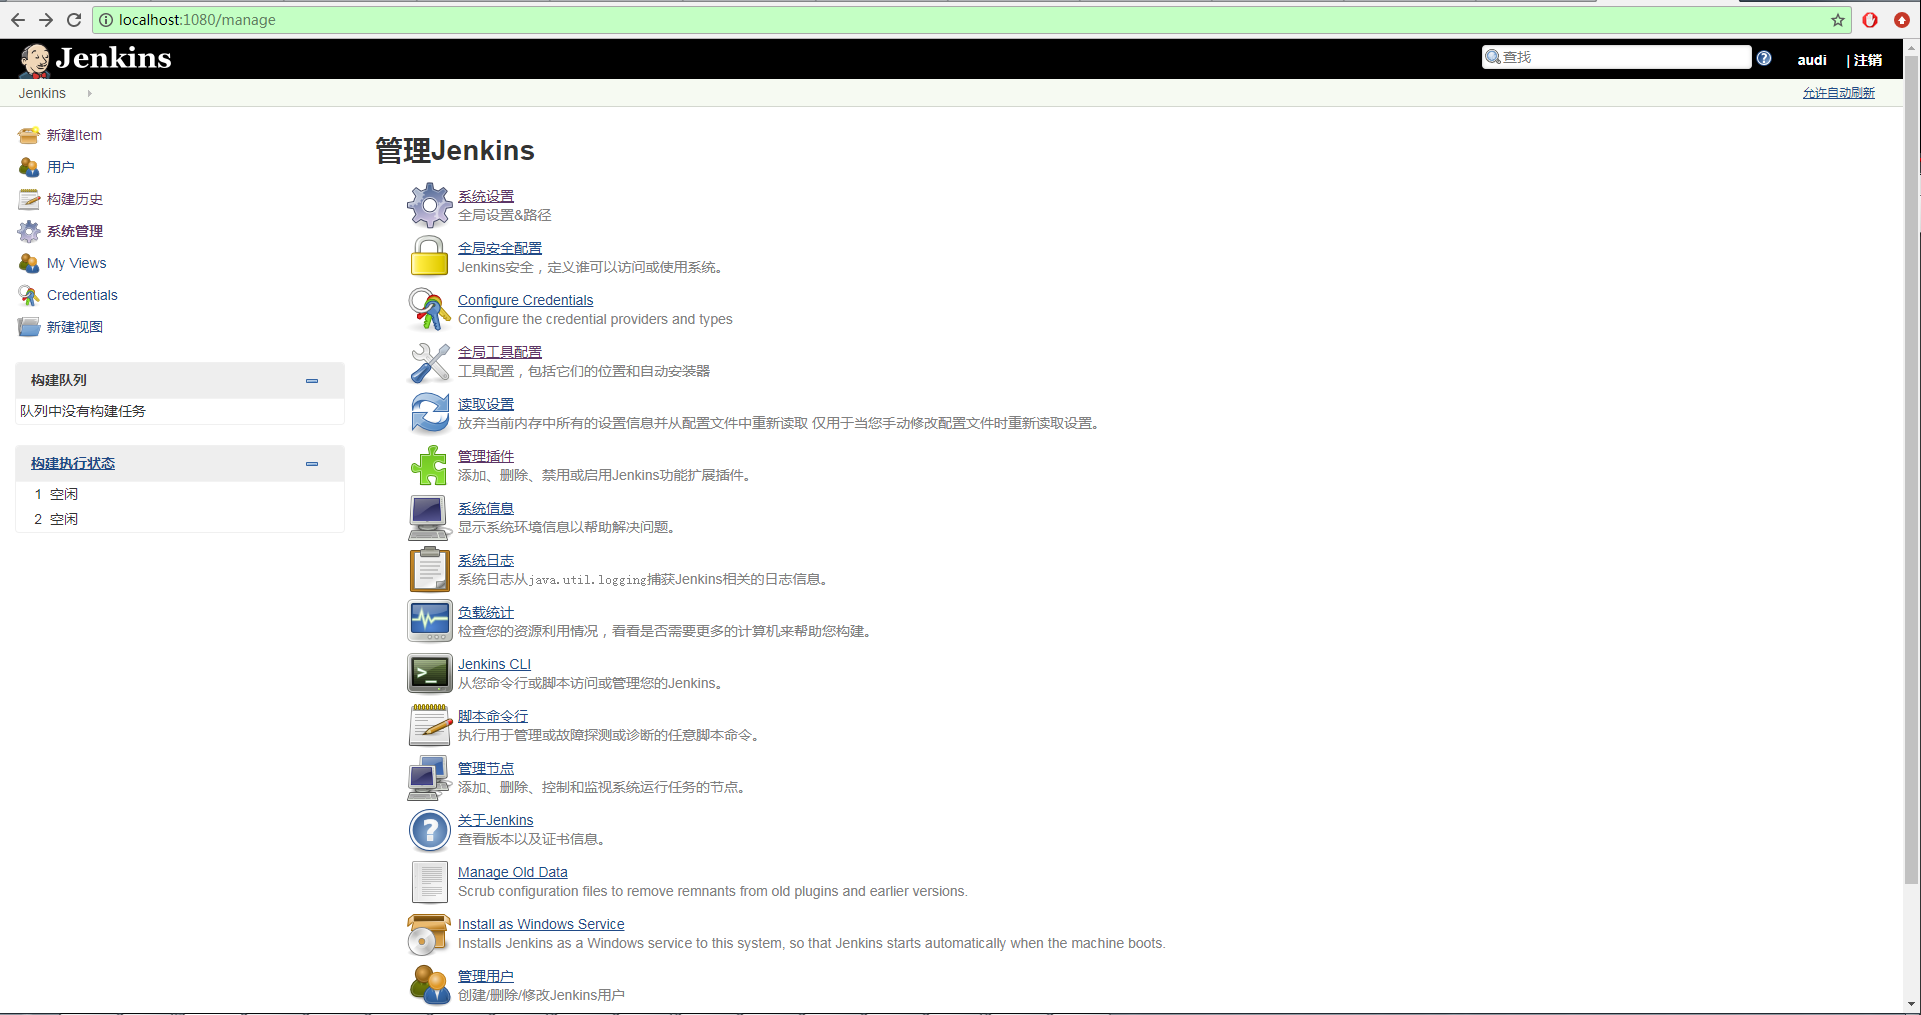 localhost:1080/manage
Jenkins
查找
audi
| 注销
Jenkins
允许自动刷新
新建Item
用户
构建历史
系统管理
My Views
Credentials
新建视图
构建队列
队列中没有构建任务
构建执行状态
1 空闲
2 空闲
管理Jenkins
系统设置
全局设置&路径
全局安全配置
Jenkins安全，定义谁可以访问或使用系统。
Configure Credentials
Configure the credential providers and types
全局工具配置
工具配置，包括它们的位置和自动安装器
读取设置
放弃当前内存中所有的设置信息并从配置文件中重新读取 仅用于当您手动修改配置文件时重新读取设置。
管理插件
添加、删除、禁用或启用Jenkins功能扩展插件。
系统信息
显示系统环境信息以帮助解决问题。
系统日志
系统日志从java.util.logging捕获Jenkins相关的日志信息。
负载统计
检查您的资源利用情况，看看是否需要更多的计算机来帮助您构建。
Jenkins CLI
从您命令行或脚本访问或管理您的Jenkins。
脚本命令行
执行用于管理或故障探测或诊断的任意脚本命令。
管理节点
添加、删除、控制和监视系统运行任务的节点。
关于Jenkins
查看版本以及证书信息。
Manage Old Data
Scrub configuration files to remove remnants from old plugins and earlier versions.
Install as Windows Service
Installs Jenkins as a Windows service to this system, so that Jenkins starts automatically when the machine boots.
管理用户
创建/删除/修改Jenkins用户